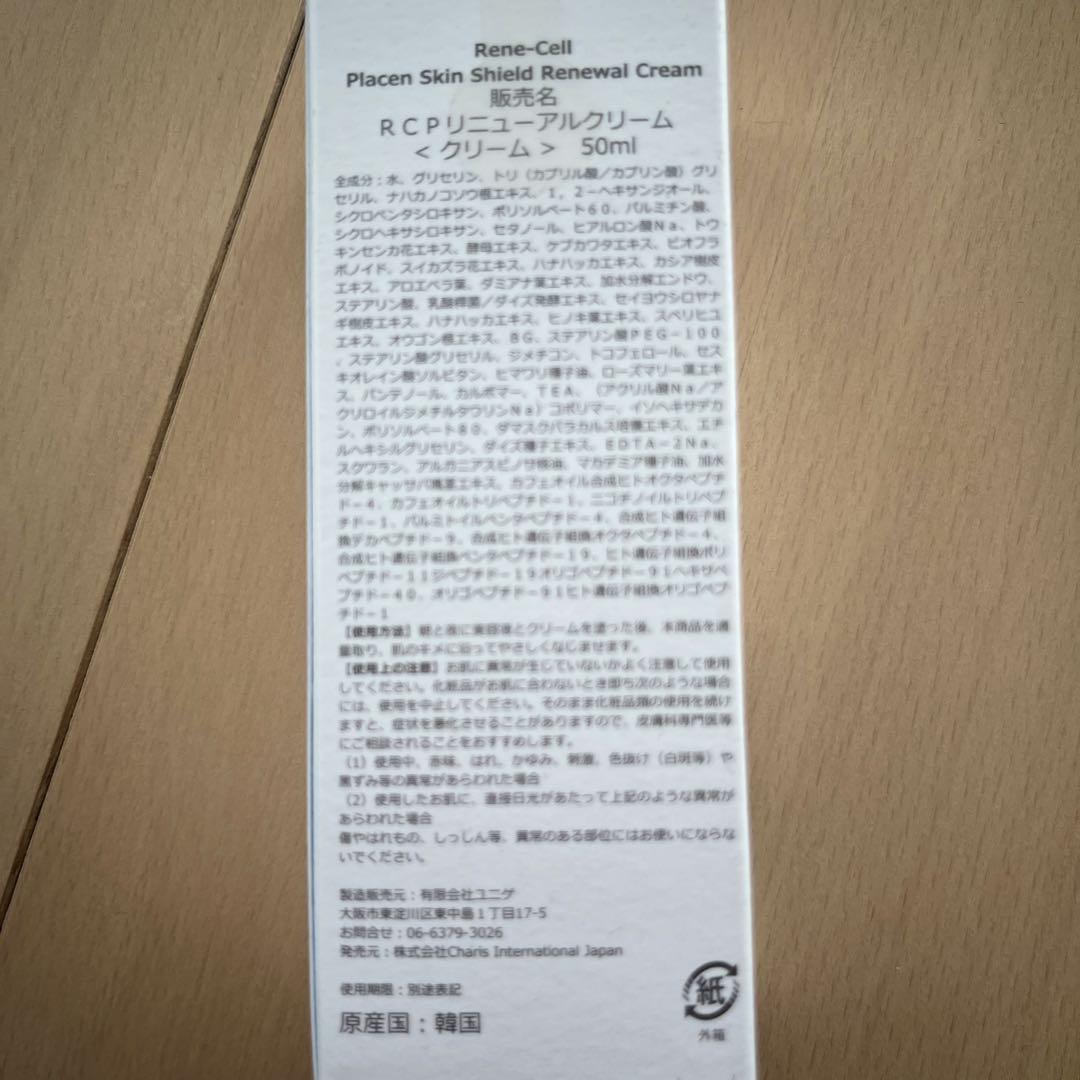 Rene-Cell
Placen Skin Shield Renewal Cream
販売名
ＲＣＰリニューアルクリーム
＜クリーム＞　50ml
全成分：水、グリセリン、トリ（カプリル酸／カプリン酸）グリ
セリル、ナハカノコソウ根エキス、１，２－ヘキサンジオール、
シクロペンタシロキサン、ポリソルベート６０、パルミチン酸、
シクロヘキサシロキサン、セタノール、ヒアルロン酸Ｎａ、トウ
キンセンカ花エキス、酵母エキス、ケブカワタエキス、ビオフラ
ボノイド、スイカズラ花エキス、ハナハッカエキス、カシア樹皮
エキス、アロエベラ葉、ダミアナ葉エキス、加水分解エンドウ、
ステアリン酸、乳酸桿菌／ダイズ発酵エキス、セイヨウシロヤナ
ギ樹皮エキス、ハナハッカエキス、ヒノキ葉エキス、スベリヒユ
エキス、オウゴン根エキス、ＢＧ、ステアリン酸ＰＥＧ－１００
、ステアリン酸グリセリル、ジメチコン、トコフェロール、セス
キオレイン酸ソルビタン、ヒマワリ種子油、ローズマリー葉エキ
ス、パンテノール、カルボマー、ＴＥＡ、（アクリル酸Ｎａ／ア
クリロイルジメチルタウリンＮａ）コポリマー、イソヘキサデカ
ン、ポリソルベート８０、ダマスクバラカルス培養エキス、エチ
ルヘキシルグリセリン、ダイズ種子エキス、ＥＤＴＡ－２Ｎａ、
スクワラン、アルガニアスピノサ核油、マカデミア種子油、加水
分解キャッサバ塊茎エキス、カフェオイル合成ヒトオクタペプチ
ド－４、カフェオイルトリペプチド－１、ニコチノイルトリペプ
チド－１、パルミトイルペンタペプチド－４、合成ヒト遺伝子組
換デカペプチド－９、合成ヒト遺伝子組換オクタペプチド－４、
合成ヒト遺伝子組換ペンタペプチド－１９、ヒト遺伝子組換ポリ
ペプチド－１１ジペプチド－１９オリゴペプチド－９１ヘキサペ
プチド－４０、オリゴペプチド－９１ヒト遺伝子組換オリゴペプ
チド－１
【使用方法】朝と夜に美容液とクリームを塗った後、本商品を適
量取り、肌のキメに沿ってやさしくなじませます。
【使用上の注意】お肌に異常が生じていないかよく注意して使用
してください。化粧品がお肌に合わないとき即ち次のような場合
には、使用を中止してください。そのまま化粧品類の使用を続け
ますと、症状を悪化させることがありますので、皮膚科専門医等
にご相談されることをおすすめします。
（1）使用中、赤味、はれ、かゆみ、刺激、色抜け（白斑等）や
黒ずみ等の異常があらわれた場合
（2）使用したお肌に、直接日光があたって上記のような異常が
あらわれた場合
傷やはれもの、しっしん等、異常のある部位にはお使いにならな
いでください。
製造販売元：有限会社ユニゲ
大阪市東淀川区東中島１丁目17-5
お問合せ：06-6379-3026
発売元：株式会社Charis International Japan
使用期限：別途表記
原産国：韓国
紙
外箱